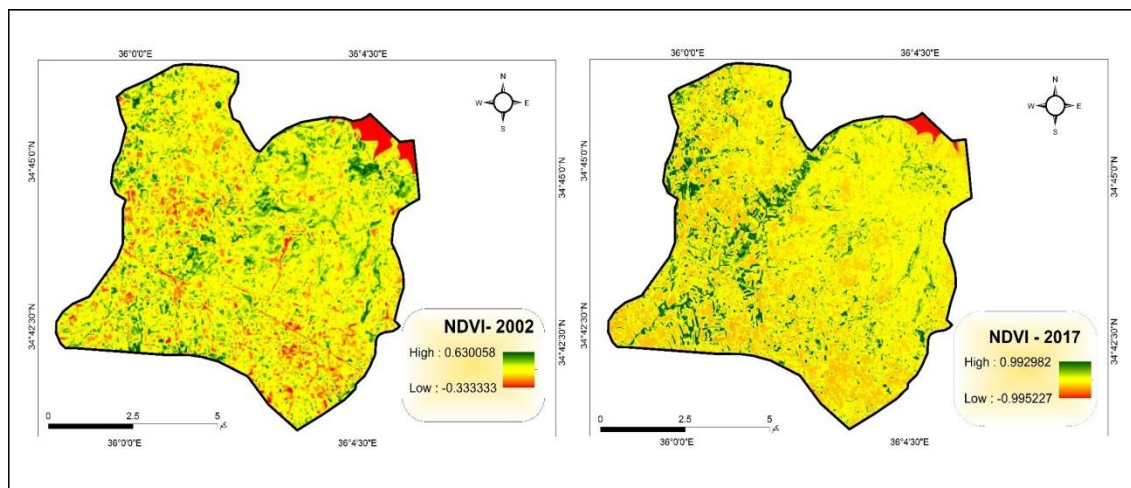 36°0'0"E
36°4'30"E
N
W
E
S
34°45'0"N
34°45'0"N
34°42'30"N
34°42'30"N
NDVI- 2002
High : 0.630058
Low : -0.333333
0
2.5
5
كم
36°0'0"E
36°4'30"E
36°0'0"E
36°4'30"E
N
W
E
S
34°45'0"N
34°45'0"N
34°42'30"N
34°42'30"N
NDVI - 2017
High : 0.992982
Low : -0.995227
0
2.5
5
كم
36°0'0"E
36°4'30"E